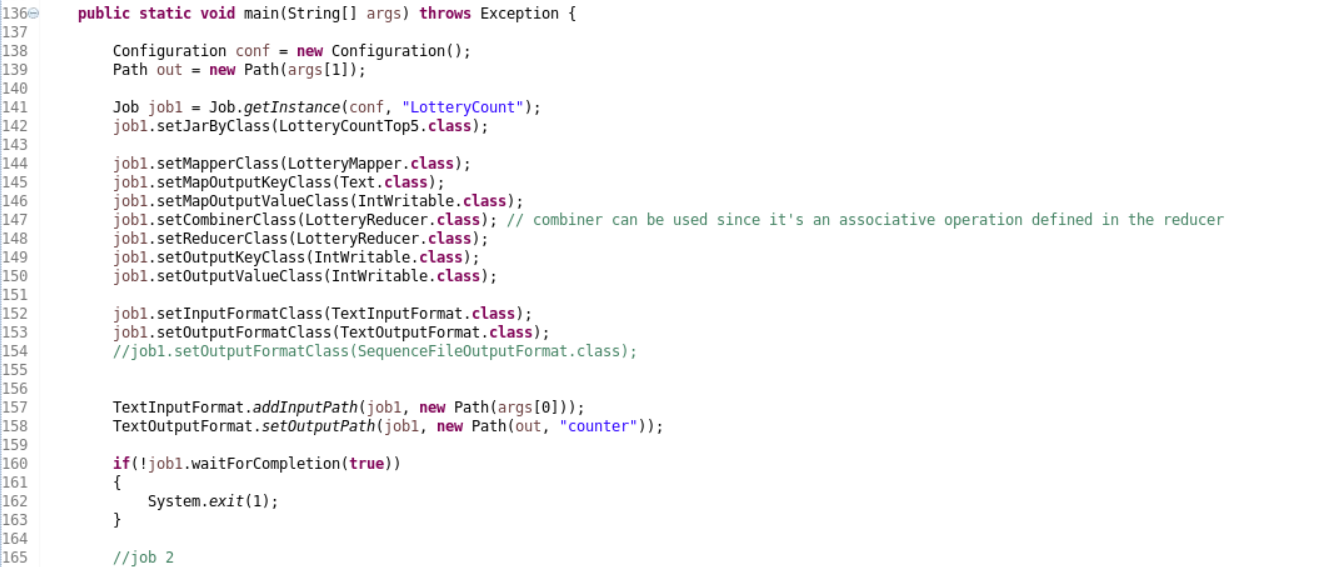 136 public static void main(String[] args) throws Exception {
137
138 Configuration conf = new Configuration();
139 Path out = new Path(args[1]);
140
141 Job job1 = Job.getInstance(conf, "LotteryCount");
142 job1.setJarByClass(LotteryCountTop5.class);
143
144 job1.setMapperClass(LotteryMapper.class);
145 job1.setMapOutputKeyClass(Text.class);
146 job1.setMapOutputValueClass(IntWritable.class);
147 job1.setCombinerClass(LotteryReducer.class); // combiner can be used since it's an associative operation defined in the reducer
148 job1.setReducerClass(LotteryReducer.class);
149 job1.setOutputKeyClass(IntWritable.class);
150 job1.setOutputValueClass(IntWritable.class);
151
152 job1.setInputFormatClass(TextInputFormat.class);
153 job1.setOutputFormatClass(TextOutputFormat.class);
154 //job1.setOutputFormatClass(SequenceFileOutputFormat.class);
155
156
157 TextInputFormat.addInputPath(job1, new Path(args[0]));
158 TextOutputFormat.setOutputPath(job1, new Path(out, "counter"));
159
160 if(!job1.waitForCompletion(true))
161 {
162 System.exit(1);
163 }
164
165 //job 2